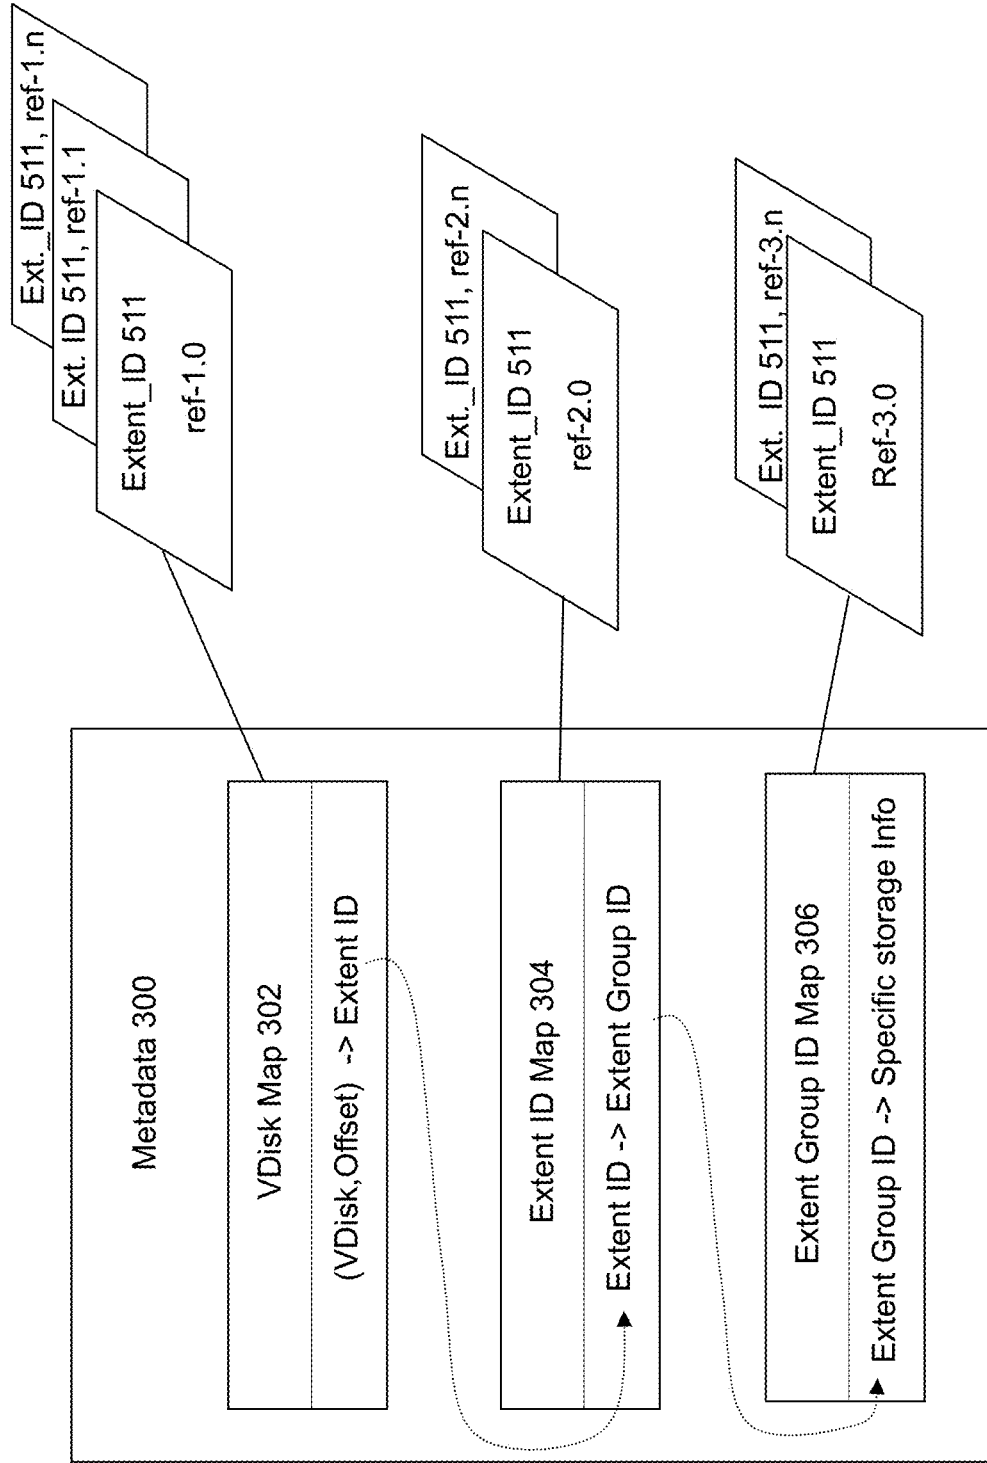 Metadata 300
VDisk Map 302
(VDisk,Offset) -> Extent ID
Extent ID Map 304
Extent ID -> Extent Group ID
Extent Group ID Map 306
Extent Group ID -> Specific storage Info
Ext._ID 511, ref-1.n
Ext. ID 511, ref-1.1
Extent_ID 511
ref-1.0
Ext._ID 511, ref-2.n
Extent_ID 511
ref-2.0
Ext. ID 511, ref-3.n
Extent_ID 511
Ref-3.0